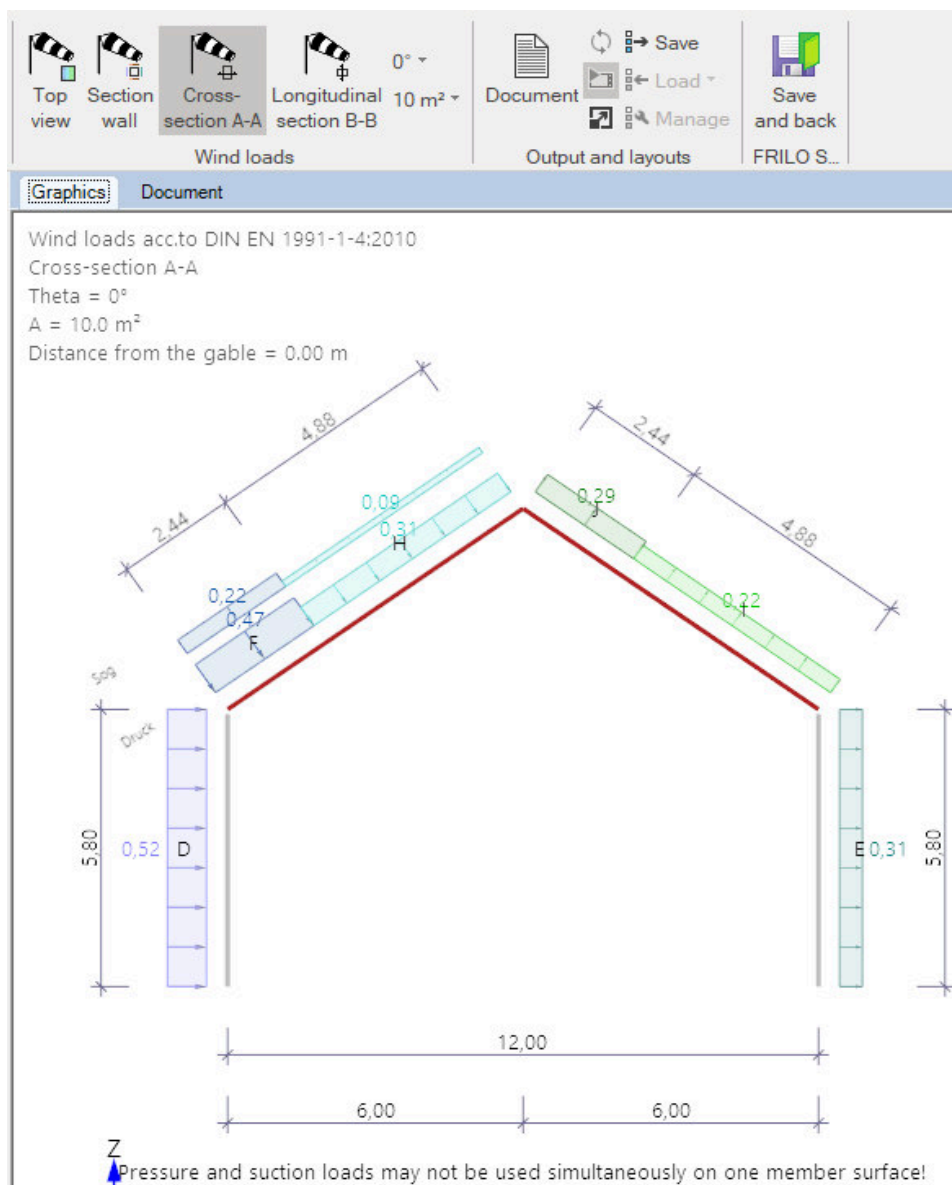 Top view
Section wall
Cross-section A-A
Longitudinal section B-B
0°
10 m²
Wind loads
Document
Save
Load
Manage
Output and layouts
Save and back
FRILO S...
Graphics
Document
Wind loads acc.to DIN EN 1991-1-4:2010
Cross-section A-A
Theta = 0°
A = 10.0 m²
Distance from the gable = 0.00 m
4,88
2,44
2,44
4,88
0,09
0,31
H
0,22
0,47
F
0,29
J
0,22
I
Sog
Druck
5,80
0,52
D
E
0,31
5,80
12,00
6,00
6,00
Z
Pressure and suction loads may not be used simultaneously on one member surface!